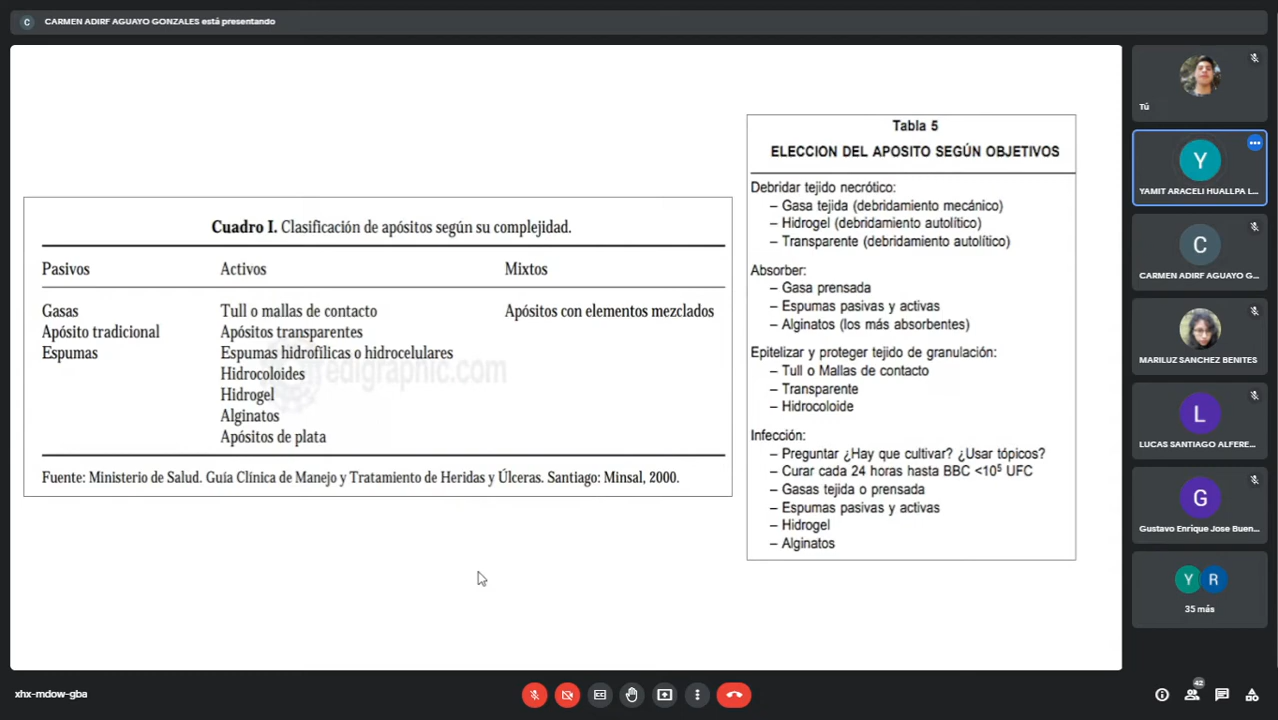 C CARMEN ADIRF AGUAYO GONZALES está presentando
Cuadro I. Clasificación de apósitos según su complejidad.
Pasivos Activos Mixtos
Gasas Tull o mallas de contacto Apósitos con elementos mezclados
Apósito tradicional Apósitos transparentes
Espumas Espumas hidrofílicas o hidrocelulares
Hidrocoloides
Hidrogel
Alginatos
Apósitos de plata
Fuente: Ministerio de Salud. Guía Clínica de Manejo y Tratamiento de Heridas y Úlceras. Santiago: Minsal, 2000.
Tabla 5
ELECCION DEL APOSITO SEGÚN OBJETIVOS
Debridar tejido necrótico:
– Gasa tejida (debridamiento mecánico)
– Hidrogel (debridamiento autolítico)
– Transparente (debridamiento autolítico)
Absorber:
– Gasa prensada
– Espumas pasivas y activas
– Alginatos (los más absorbentes)
Epitelizar y proteger tejido de granulación:
– Tull o Mallas de contacto
– Transparente
– Hidrocoloide
Infección:
– Preguntar ¿Hay que cultivar? ¿Usar tópicos?
– Curar cada 24 horas hasta BBC <10⁵ UFC
– Gasas tejida o prensada
– Espumas pasivas y activas
– Hidrogel
– Alginatos
Tú
Y
YAMIT ARACELI HUALLPA L...
C
CARMEN ADIRF AGUAYO G...
MARILUZ SANCHEZ BENITES
L
LUCAS SANTIAGO ALFERE...
G
Gustavo Enrique Jose Buen...
Y R
35 más
xhx-mdow-gba
42